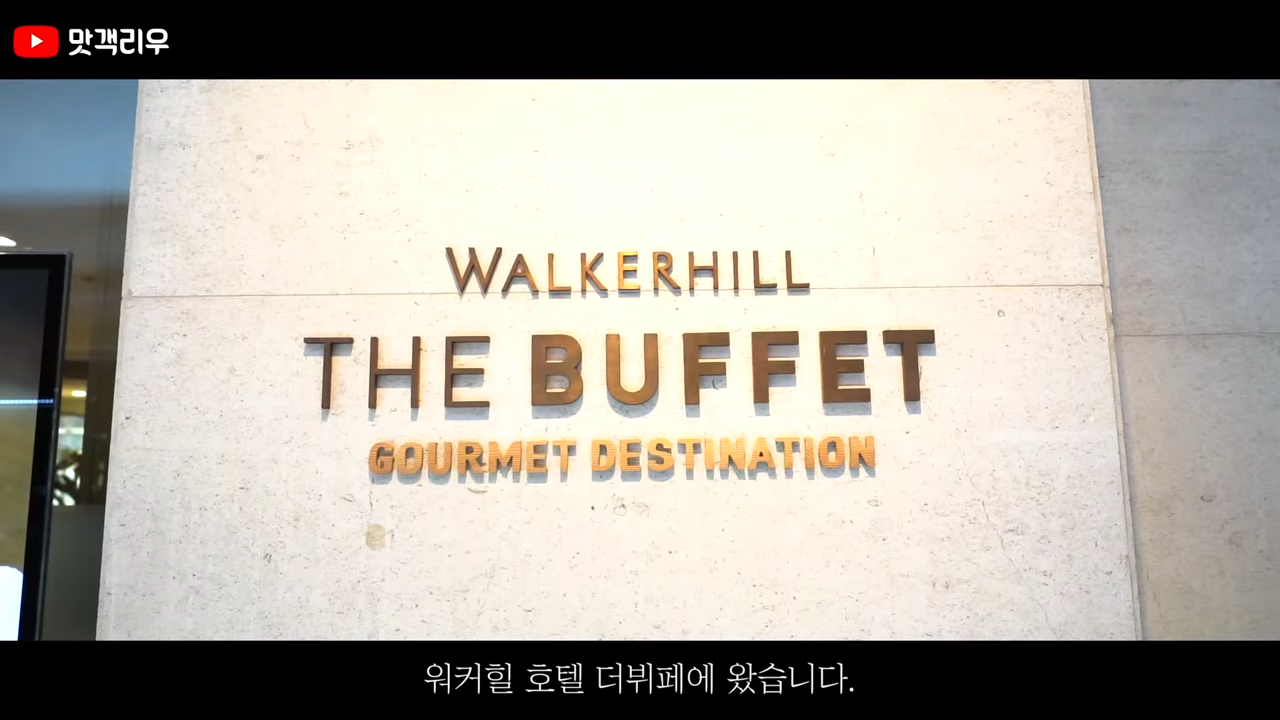 맛객리우
WALKERHILL
THE BUFFET
GOURMET DESTINATION
워커힐 호텔 더뷔페에 왔습니다.